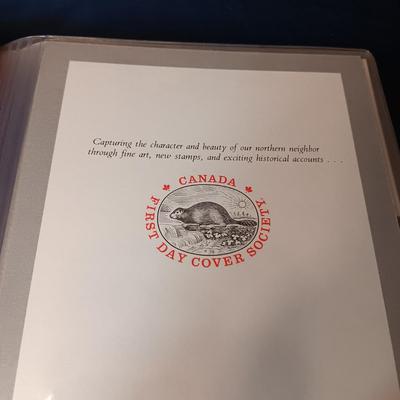 Capturing the character and beauty of our northern neighbor
through fine art, new stamps, and exciting historical accounts . . .
CANADA
FIRST DAY COVER SOCIETY